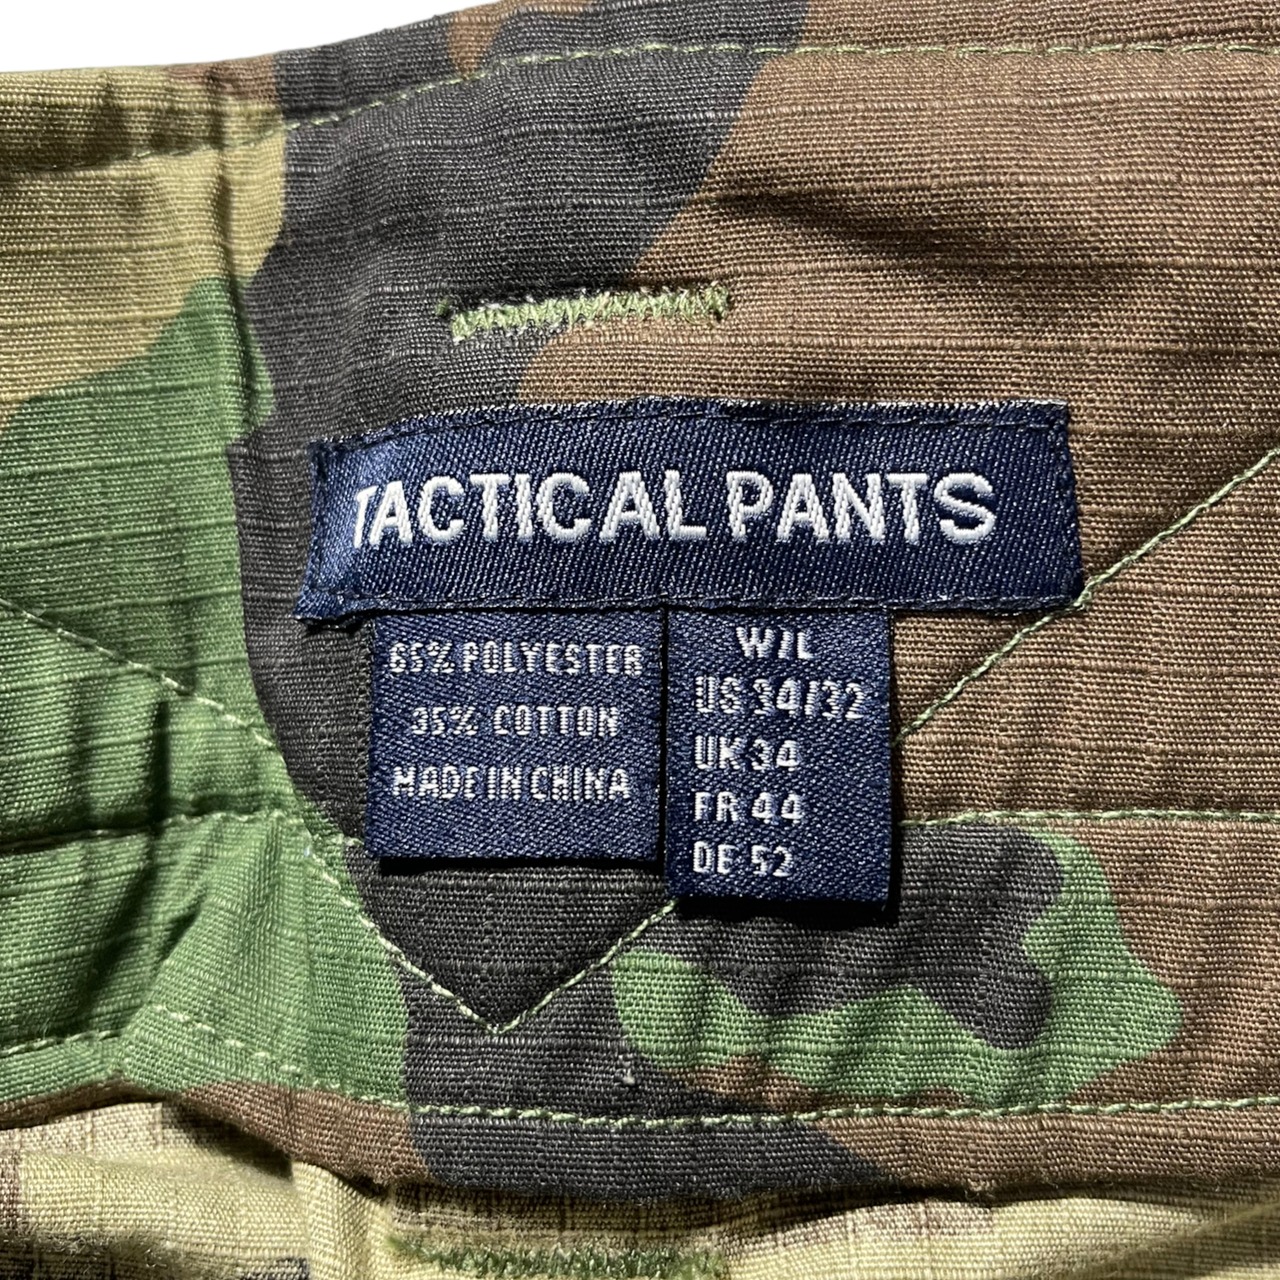 TACTICAL PANTS
65% POLYESTER
35% COTTON
MADE IN CHINA
W/L
US 34/32
UK 34
FR 44
DE 52